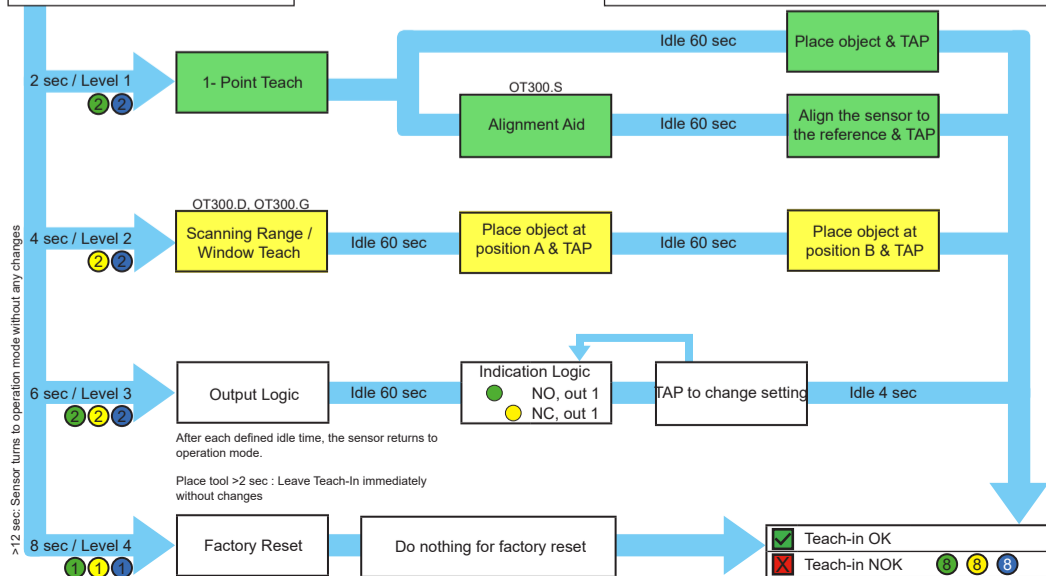 Idle 60 sec
Place object & TAP
2 sec / Level 1
2 2
1- Point Teach
OT300.S
Alignment Aid
Idle 60 sec
Align the sensor to
the reference & TAP
OT300.D, OT300.G
4 sec / Level 2
2 2
Scanning Range /
Window Teach
Idle 60 sec
Place object at
position A & TAP
Idle 60 sec
Place object at
position B & TAP
>12 sec: Sensor turns to operation mode without any changes
6 sec / Level 3
2 2 2
Output Logic
Idle 60 sec
Indication Logic
NO, out 1
NC, out 1
TAP to change setting
Idle 4 sec
After each defined idle time, the sensor returns to
operation mode.
Place tool >2 sec : Leave Teach-In immediately
without changes
8 sec / Level 4
1 1 1
Factory Reset
Do nothing for factory reset
Teach-in OK
Teach-in NOK 8 8 8